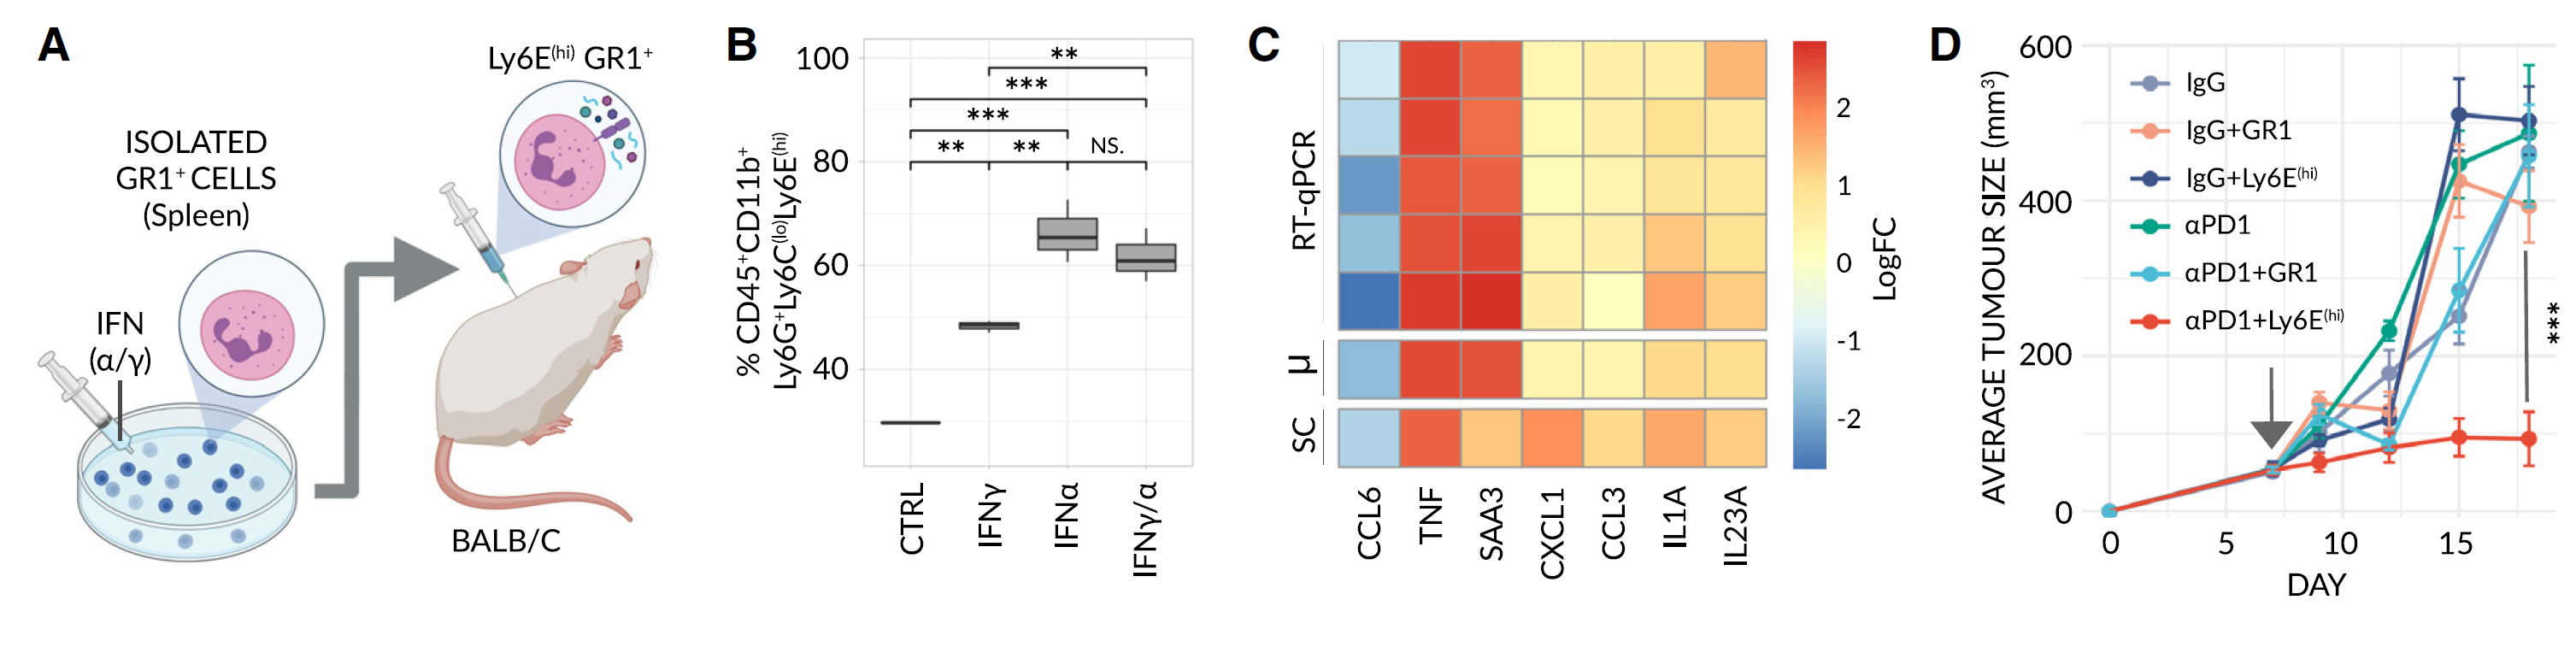 A
ISOLATED
GR1⁺ CELLS
(Spleen)
IFN
(α/γ)
Ly6E⁽ʰⁱ⁾ GR1⁺
BALB/C
B
% CD45⁺CD11b⁺
Ly6G⁺Ly6C⁽ˡᵒ⁾Ly6E⁽ʰⁱ⁾
100
80
60
40
**
***
***
** ** NS.
CTRL
IFNγ
IFNα
IFNγ/α
C
RT-qPCR
μ
SC
CCL6
TNF
SAA3
CXCL1
CCL3
IL1A
IL23A
2
1
0
-1
-2
LogFC
D
AVERAGE TUMOUR SIZE (mm³)
600
400
200
0
IgG
IgG+GR1
IgG+Ly6E⁽ʰⁱ⁾
αPD1
αPD1+GR1
αPD1+Ly6E⁽ʰⁱ⁾
***
0 5 10 15
DAY